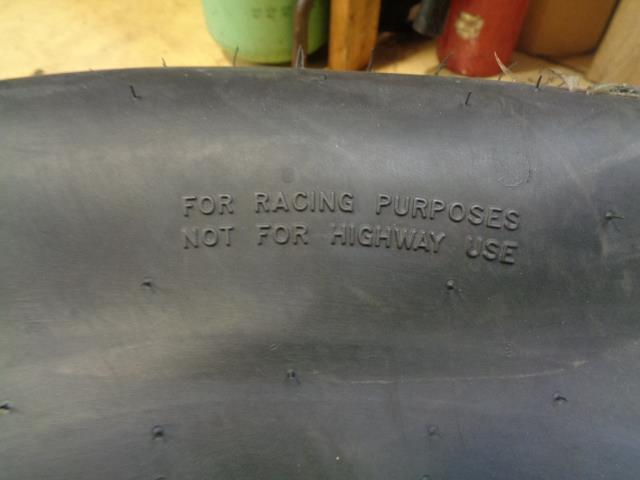 FOR RACING PURPOSES
NOT FOR HIGHWAY USE